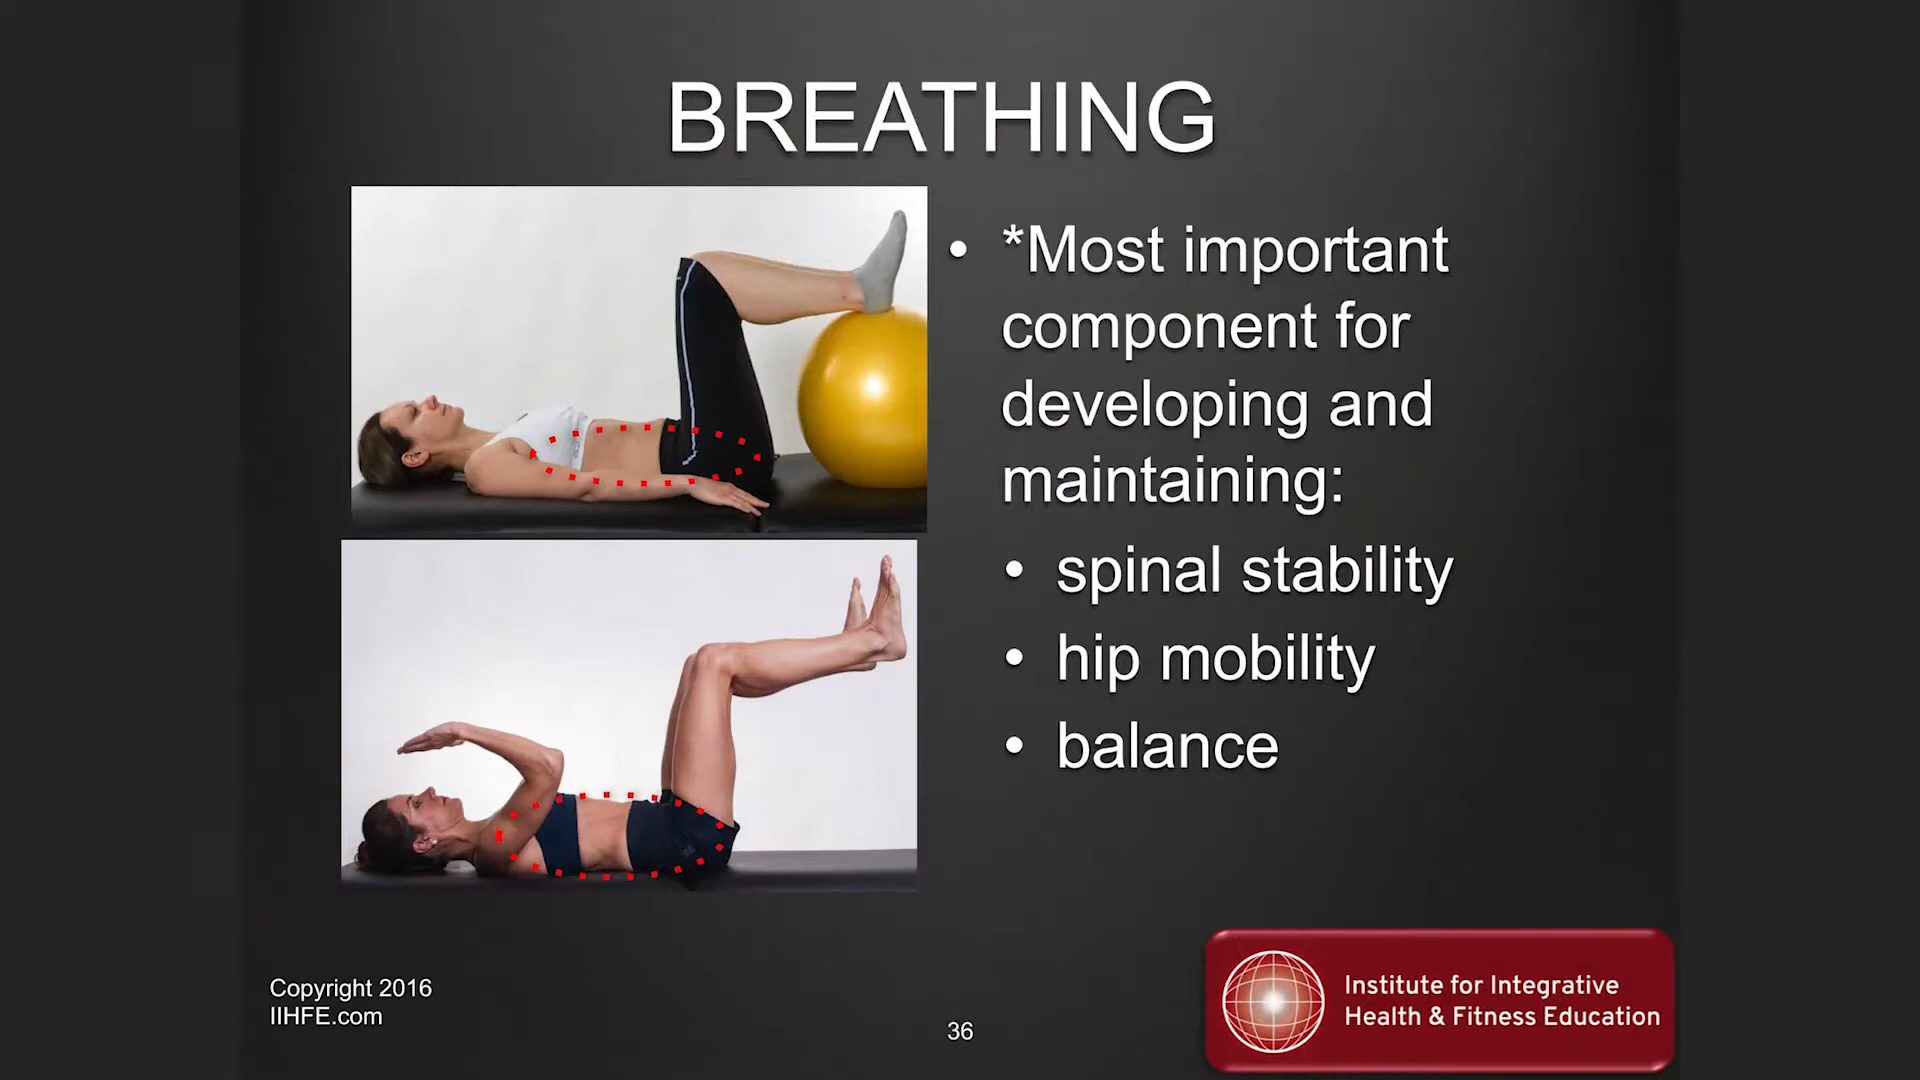 BREATHING
• *Most important
component for
developing and
maintaining:
• spinal stability
• hip mobility
• balance
Copyright 2016
IIHFE.com
36
Institute for Integrative
Health & Fitness Education